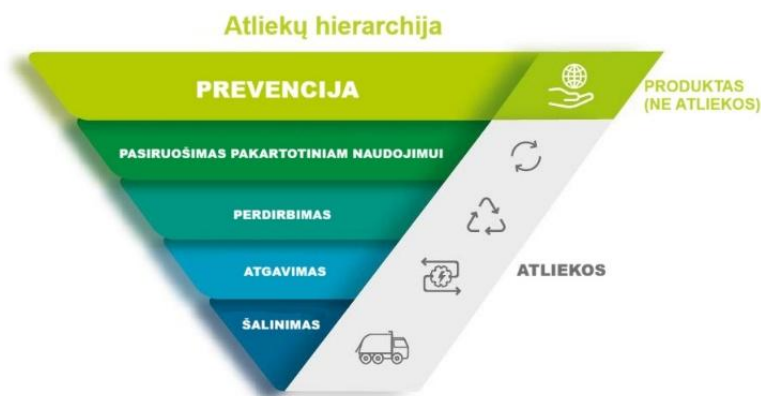 Atliekų hierarchija
PREVENCIJA
PRODUKTAS
(NE ATLIEKOS)
PASIRUOŠIMAS PAKARTOTINIAM NAUDOJIMUI
PERDIRBIMAS
ATGAVIMAS
ATLIEKOS
ŠALINIMAS